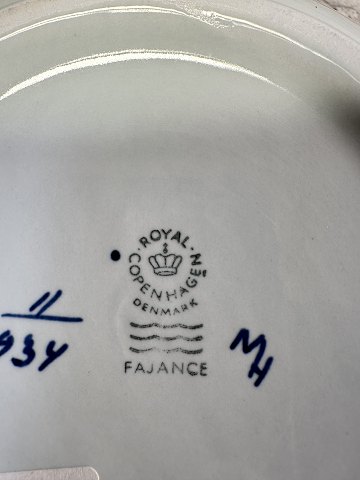 ROYAL
COPENHAGEN
DENMARK
FAJANCE
11
934
MH